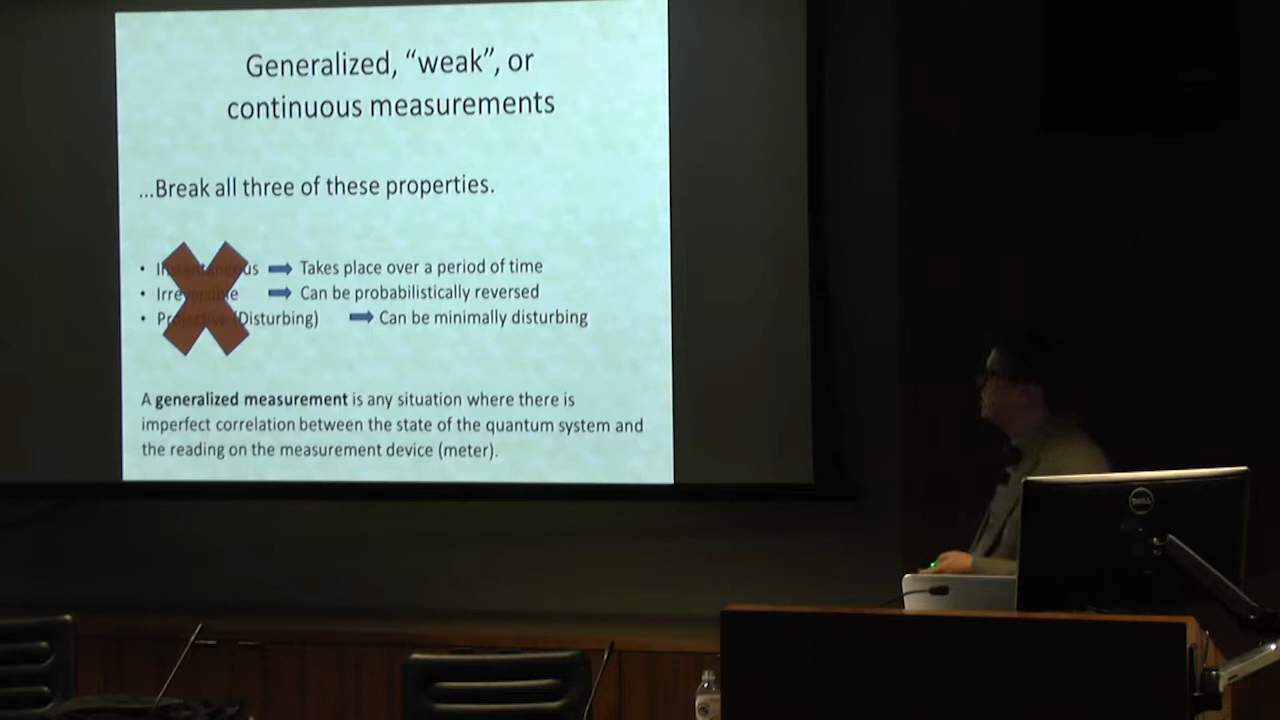 Generalized, “weak”, or
continuous measurements
...Break all three of these properties.
• Instantaneous ➡ Takes place over a period of time
• Irreversible ➡ Can be probabilistically reversed
• Projective (Disturbing) ➡ Can be minimally disturbing
A generalized measurement is any situation where there is
imperfect correlation between the state of the quantum system and
the reading on the measurement device (meter).
DELL